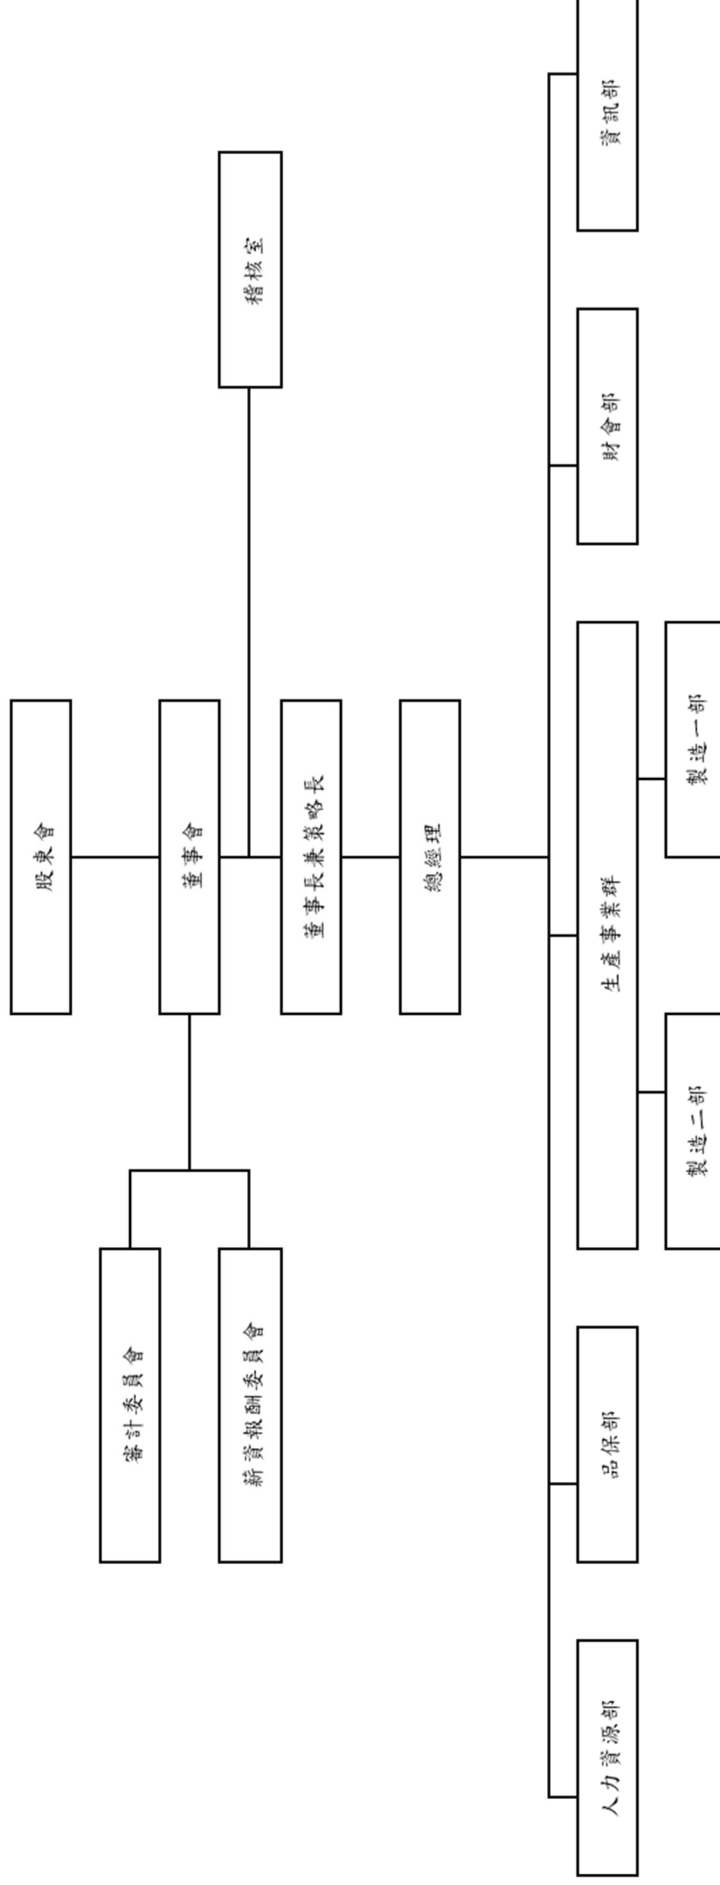 股東會
審計委員會
董事會
薪資報酬委員會
稽核室
董事長兼策略長
總經理
人力資源部
品保部
生產事業群
財會部
資訊部
製造二部
製造一部